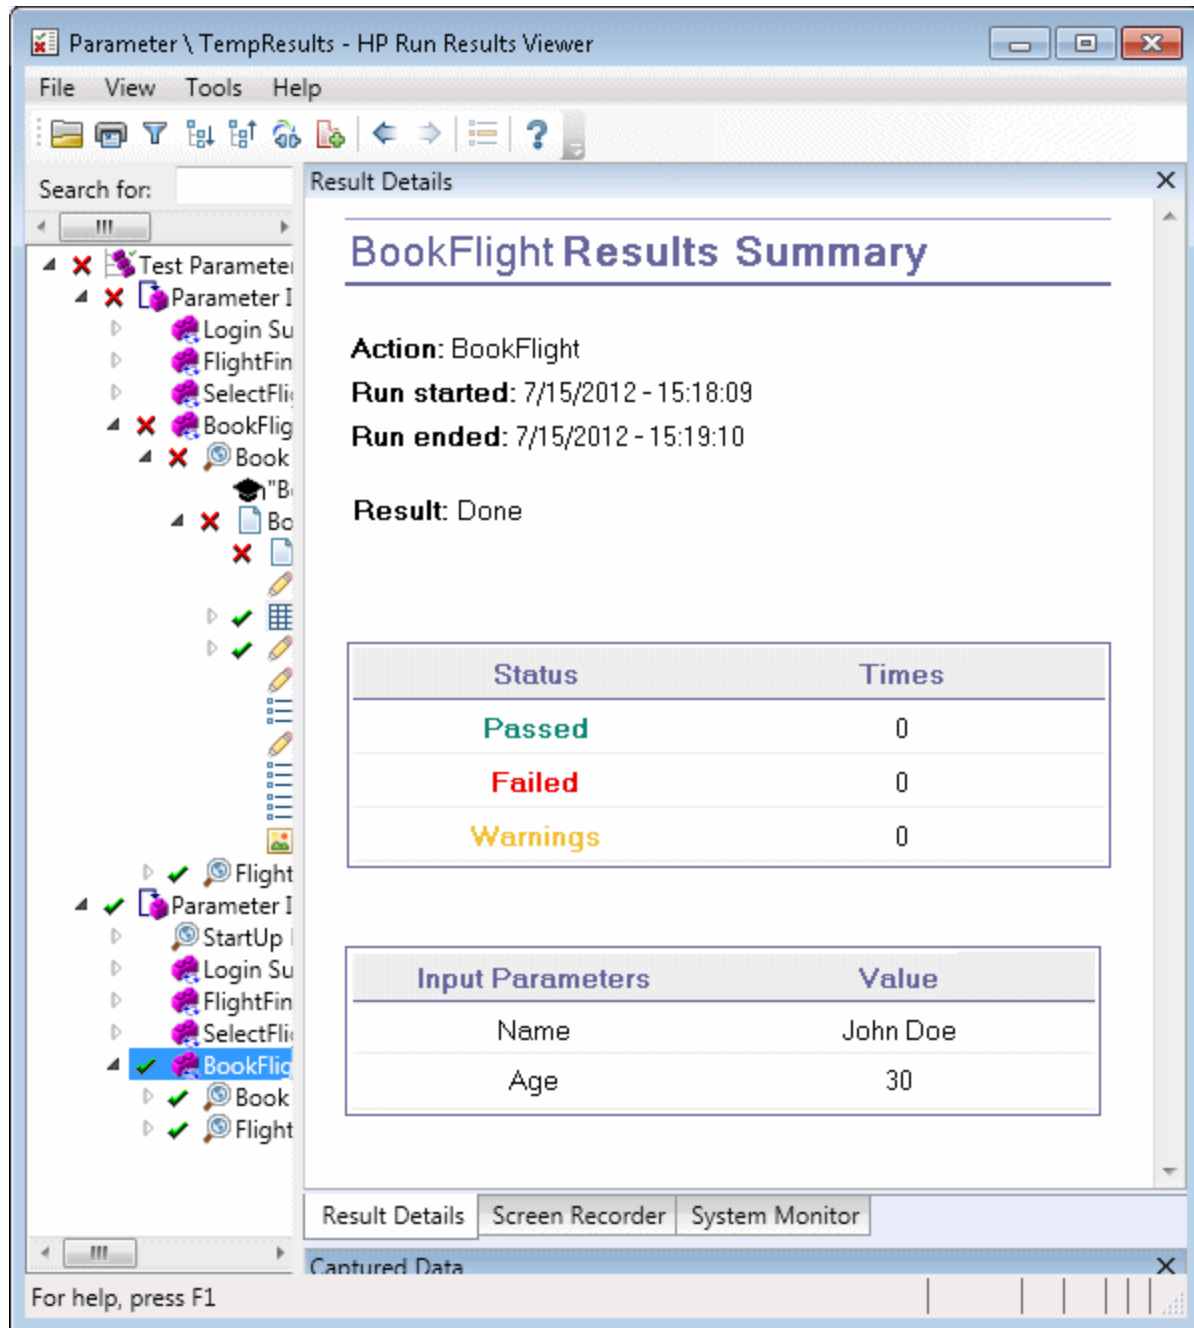 Parameter \ TempResults - HP Run Results Viewer
File View Tools Help
Search for:
Test Parameter
Parameter I
Login Su
FlightFin
SelectFli
BookFlig
Book
"B
Bo
Flight
Parameter I
StartUp
Login Su
FlightFin
SelectFli
BookFlig
Book
Flight
Result Details
BookFlight Results Summary
Action: BookFlight
Run started: 7/15/2012 - 15:18:09
Run ended: 7/15/2012 - 15:19:10
Result: Done
Status Times
Passed 0
Failed 0
Warnings 0
Input Parameters Value
Name John Doe
Age 30
Result Details Screen Recorder System Monitor
Captured Data
For help, press F1